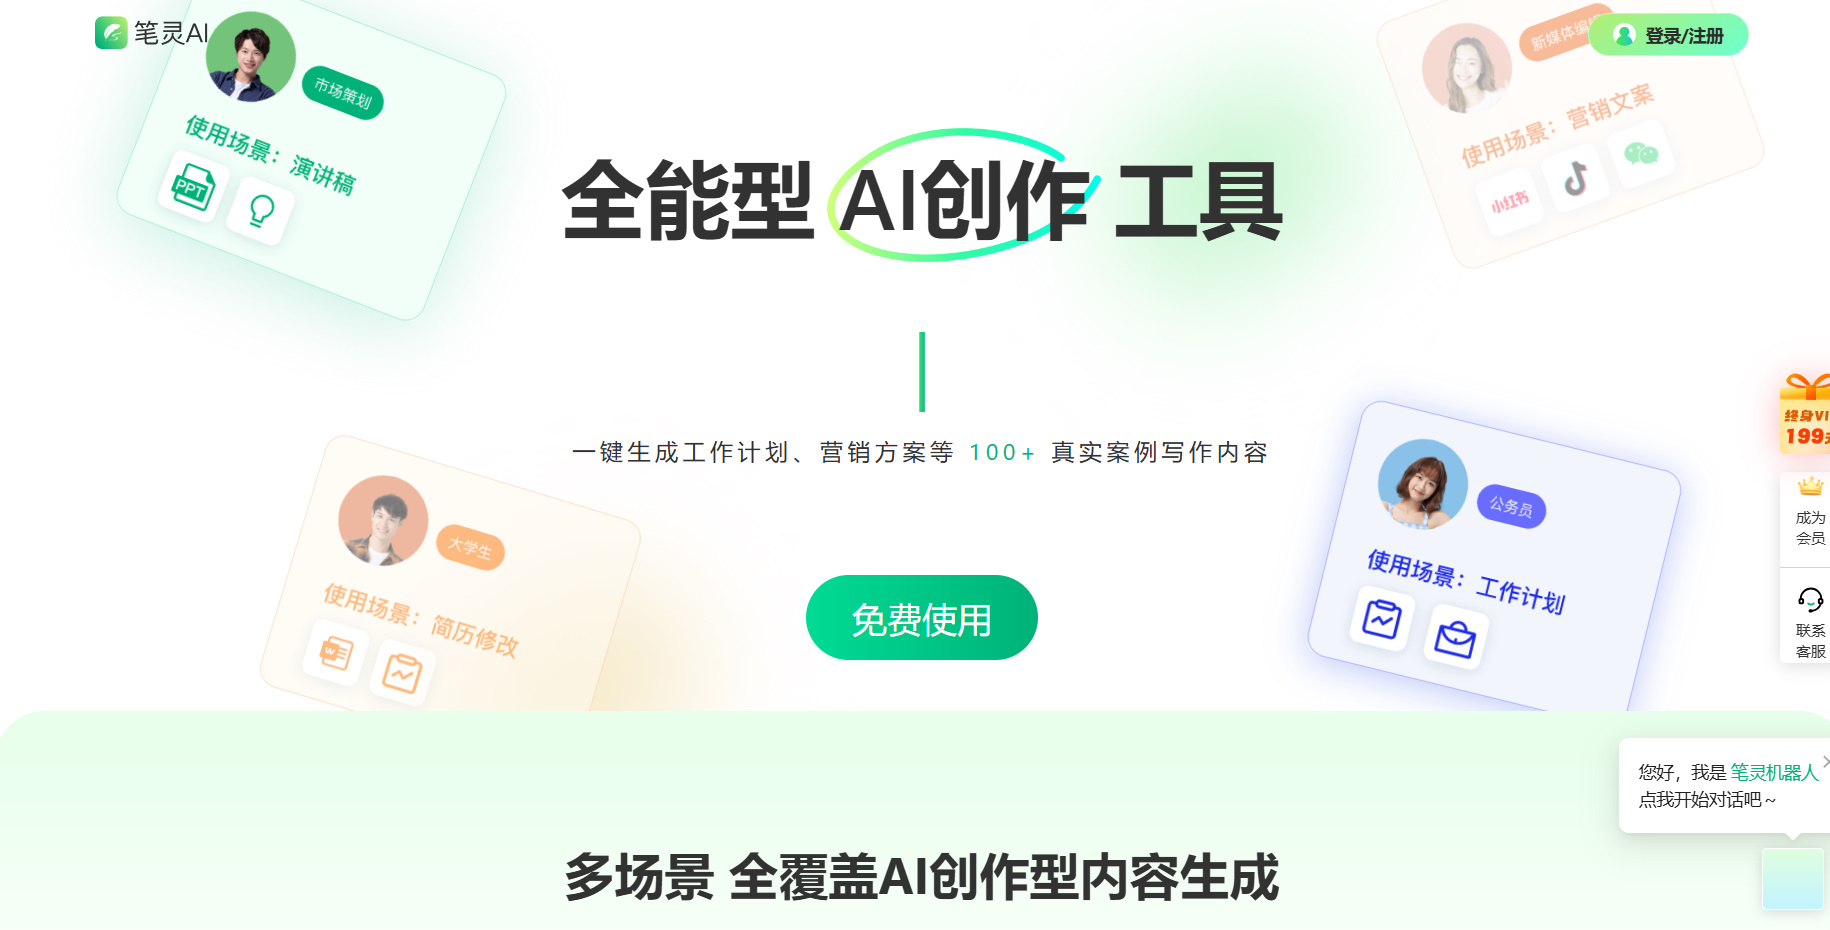 笔灵AI
市场策划
使用场景：演讲稿
PPT
新媒体编
登录/注册
使用场景：营销文案
小红书
全能型 AI创作 工具
一键生成工作计划、营销方案等 100+ 真实案例写作内容
大学生
使用场景：简历修改
W
免费使用
公务员
使用场景：工作计划
终身VI
199
成为
会员
联系
客服
您好，我是 笔灵机器人
点我开始对话吧 ~
多场景 全覆盖AI创作型内容生成